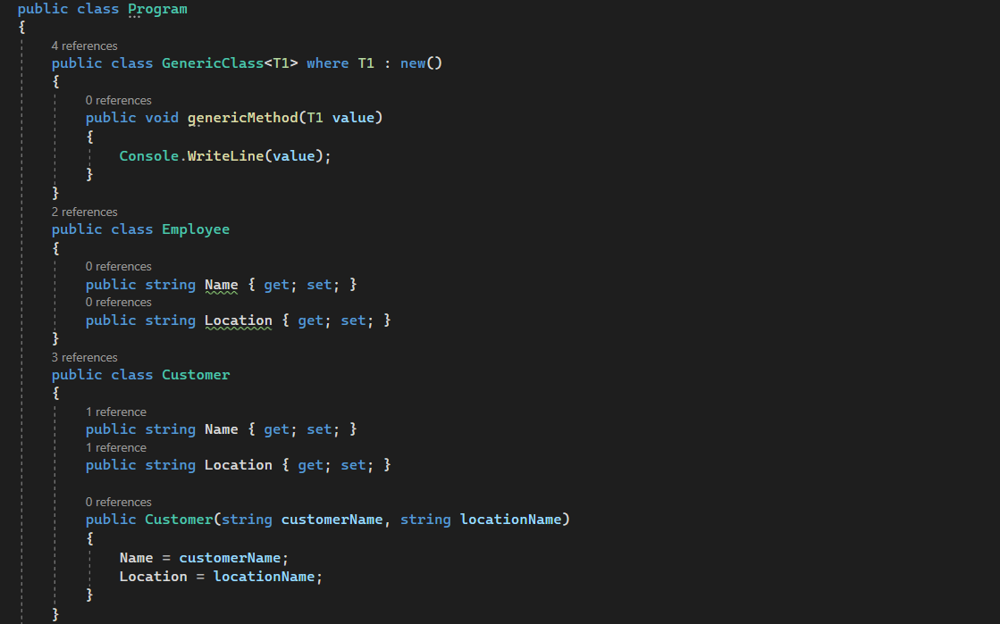 public class Program
{
4 references
public class GenericClass<T1> where T1 : new()
{
0 references
public void genericMethod(T1 value)
{
Console.WriteLine(value);
}
}
2 references
public class Employee
{
0 references
public string Name { get; set; }
0 references
public string Location { get; set; }
}
3 references
public class Customer
{
1 reference
public string Name { get; set; }
1 reference
public string Location { get; set; }
0 references
public Customer(string customerName, string locationName)
{
Name = customerName;
Location = locationName;
}
}